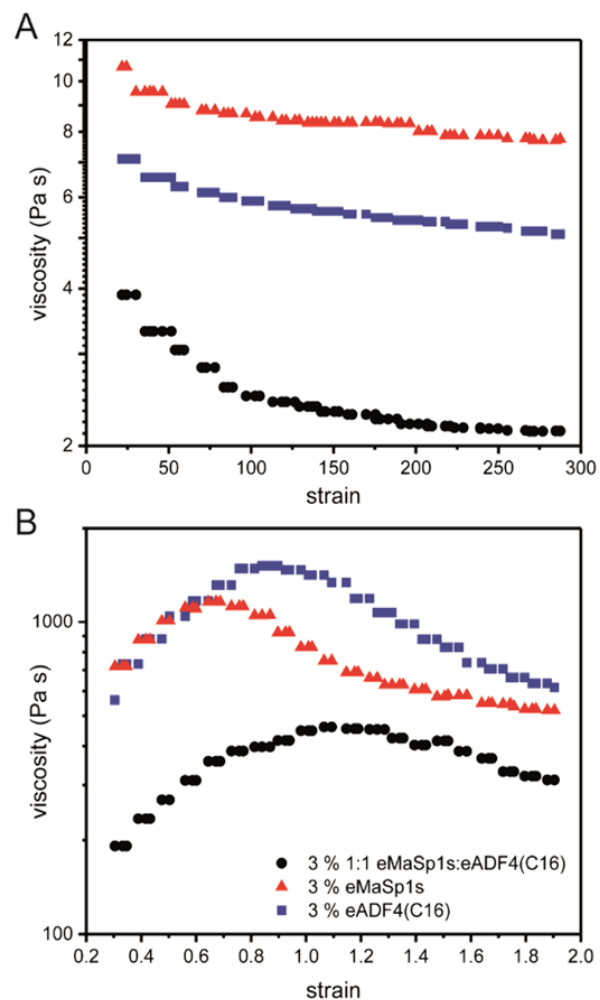 A
12
10
8
6
4
2
viscosity (Pa s)
0 50 100 150 200 250 300
strain
B
1000
100
viscosity (Pa s)
3 % 1:1 eMaSp1s:eADF4(C16)
3 % eMaSp1s
3 % eADF4(C16)
0.2 0.4 0.6 0.8 1.0 1.2 1.4 1.6 1.8 2.0
strain